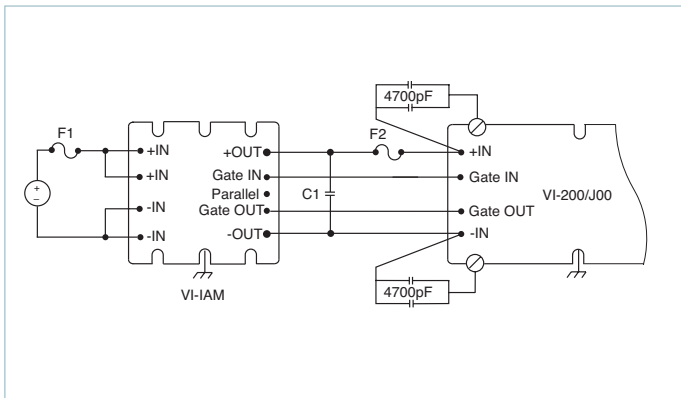 4700pF
F1
F2
+IN
+OUT
+IN
+IN
Gate IN
Gate IN
Parallel
C1
VI-200/J00
-IN
Gate OUT
Gate OUT
-IN
-OUT
-IN
VI-IAM
4700pF
+
–